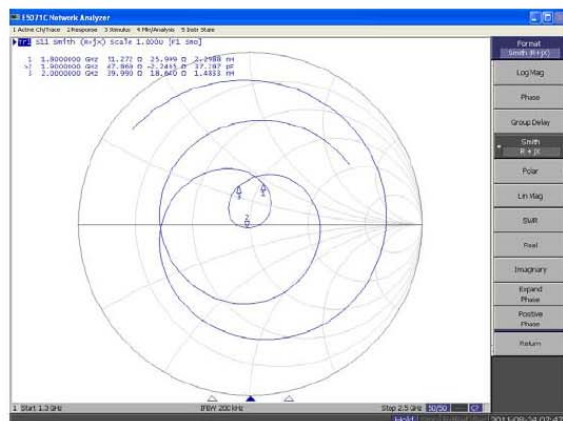 E5071C Network Analyzer
1 Active Ch/Trace 2 Response 3 Stimulus 4 Mkr/Analysis 5 Instr State
Tr1 S11 Smith (R+jX) Scale 1.000U [F1 Smo]
1 1.8000000 GHz 51.272 Ω 25.999 Ω 2.2988 nH
>2 1.9000000 GHz 47.860 Ω -2.2435 Ω 37.337 pF
3 2.0000000 GHz 39.990 Ω 18.640 Ω 1.4833 nH
Format
Smith (R+jX)
Log Mag
Phase
Group Delay
Smith
R + jX
Polar
Lin Mag
SWR
Real
Imaginary
Expand
Phase
Positive
Phase
Return
1 Start 1.3 GHz IFBW 200 kHz Stop 2.5 GHz